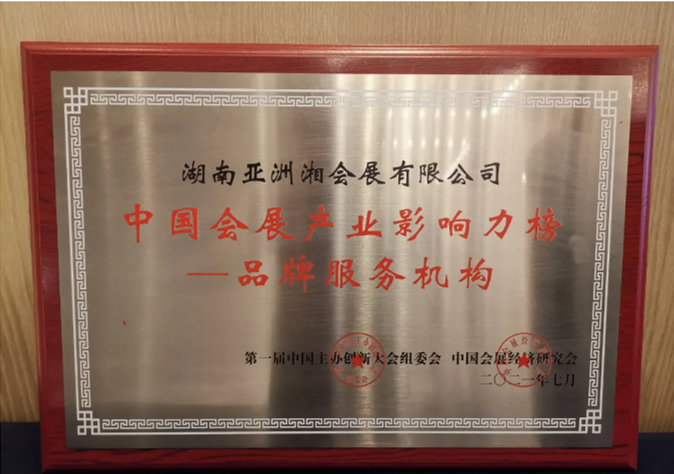 湖南亚洲湘会展有限公司
中国会展产业影响力榜
—品牌服务机构
第一届中国主办创新大会组委会 中国会展经济研究会
二〇二一年七月